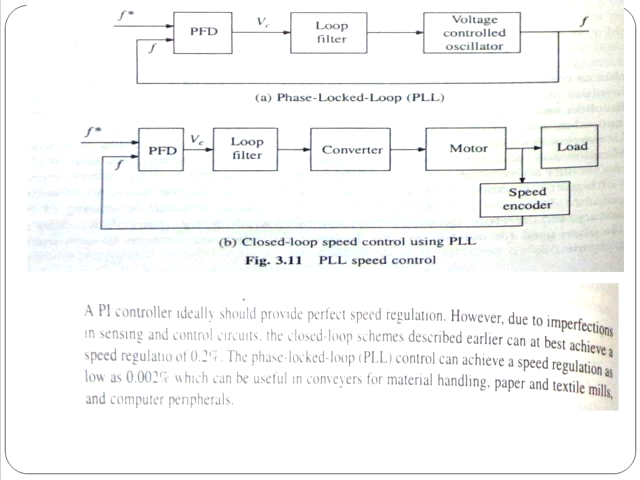 f*
PFD
Vc
Loop
filter
Voltage
controlled
oscillator
f
f
(a) Phase-Locked-Loop (PLL)
f*
PFD
Vc
Loop
filter
Converter
Motor
Load
f
Speed
encoder
(b) Closed-loop speed control using PLL
Fig. 3.11 PLL speed control
A PI controller ideally should provide perfect speed regulation. However, due to imperfections
in sensing and control circuits, the closed-loop schemes described earlier can at best achieve a
speed regulatio of 0.2%. The phase-locked-loop (PLL) control can achieve a speed regulation as
low as 0.002% which can be useful in conveyers for material handling, paper and textile mills,
and computer peripherals.